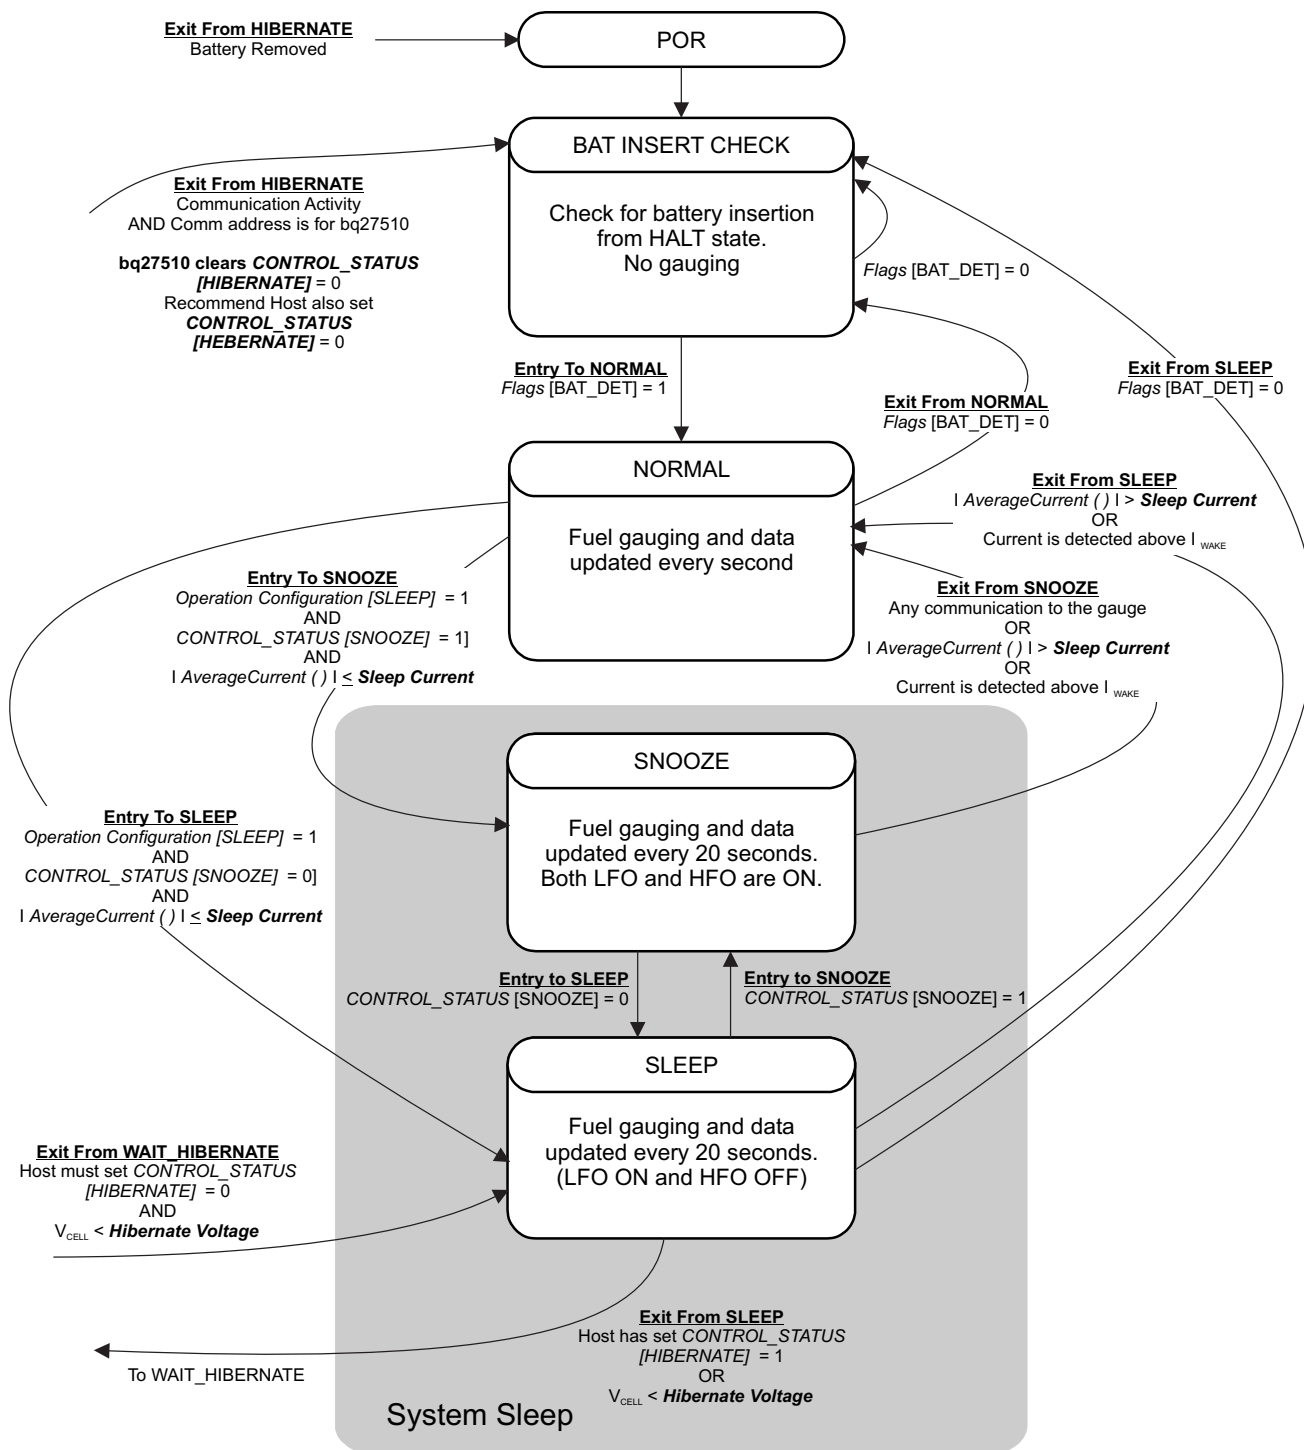 Exit From HIBERNATE
Battery Removed
POR
BAT INSERT CHECK
Check for battery insertion
from HALT state.
No gauging
Exit From HIBERNATE
Communication Activity
AND Comm address is for bq27510
bq27510 clears CONTROL_STATUS
[HIBERNATE] = 0
Recommend Host also set
CONTROL_STATUS
[HEBERNATE] = 0
Flags [BAT_DET] = 0
Entry To NORMAL
Flags [BAT_DET] = 1
Exit From NORMAL
Flags [BAT_DET] = 0
Exit From SLEEP
Flags [BAT_DET] = 0
NORMAL
Fuel gauging and data
updated every second
Exit From SLEEP
I AverageCurrent ( ) I > Sleep Current
OR
Current is detected above I WAKE
Entry To SNOOZE
Operation Configuration [SLEEP] = 1
AND
CONTROL_STATUS [SNOOZE] = 1]
AND
I AverageCurrent ( ) I ≤ Sleep Current
Exit From SNOOZE
Any communication to the gauge
OR
I AverageCurrent ( ) I > Sleep Current
OR
Current is detected above I WAKE
SNOOZE
Fuel gauging and data
updated every 20 seconds.
Both LFO and HFO are ON.
Entry To SLEEP
Operation Configuration [SLEEP] = 1
AND
CONTROL_STATUS [SNOOZE] = 0]
AND
I AverageCurrent ( ) I ≤ Sleep Current
Entry to SLEEP
CONTROL_STATUS [SNOOZE] = 0
Entry to SNOOZE
CONTROL_STATUS [SNOOZE] = 1
SLEEP
Fuel gauging and data
updated every 20 seconds.
(LFO ON and HFO OFF)
Exit From WAIT_HIBERNATE
Host must set CONTROL_STATUS
[HIBERNATE] = 0
AND
VCELL < Hibernate Voltage
Exit From SLEEP
Host has set CONTROL_STATUS
[HIBERNATE] = 1
OR
VCELL < Hibernate Voltage
To WAIT_HIBERNATE
System Sleep